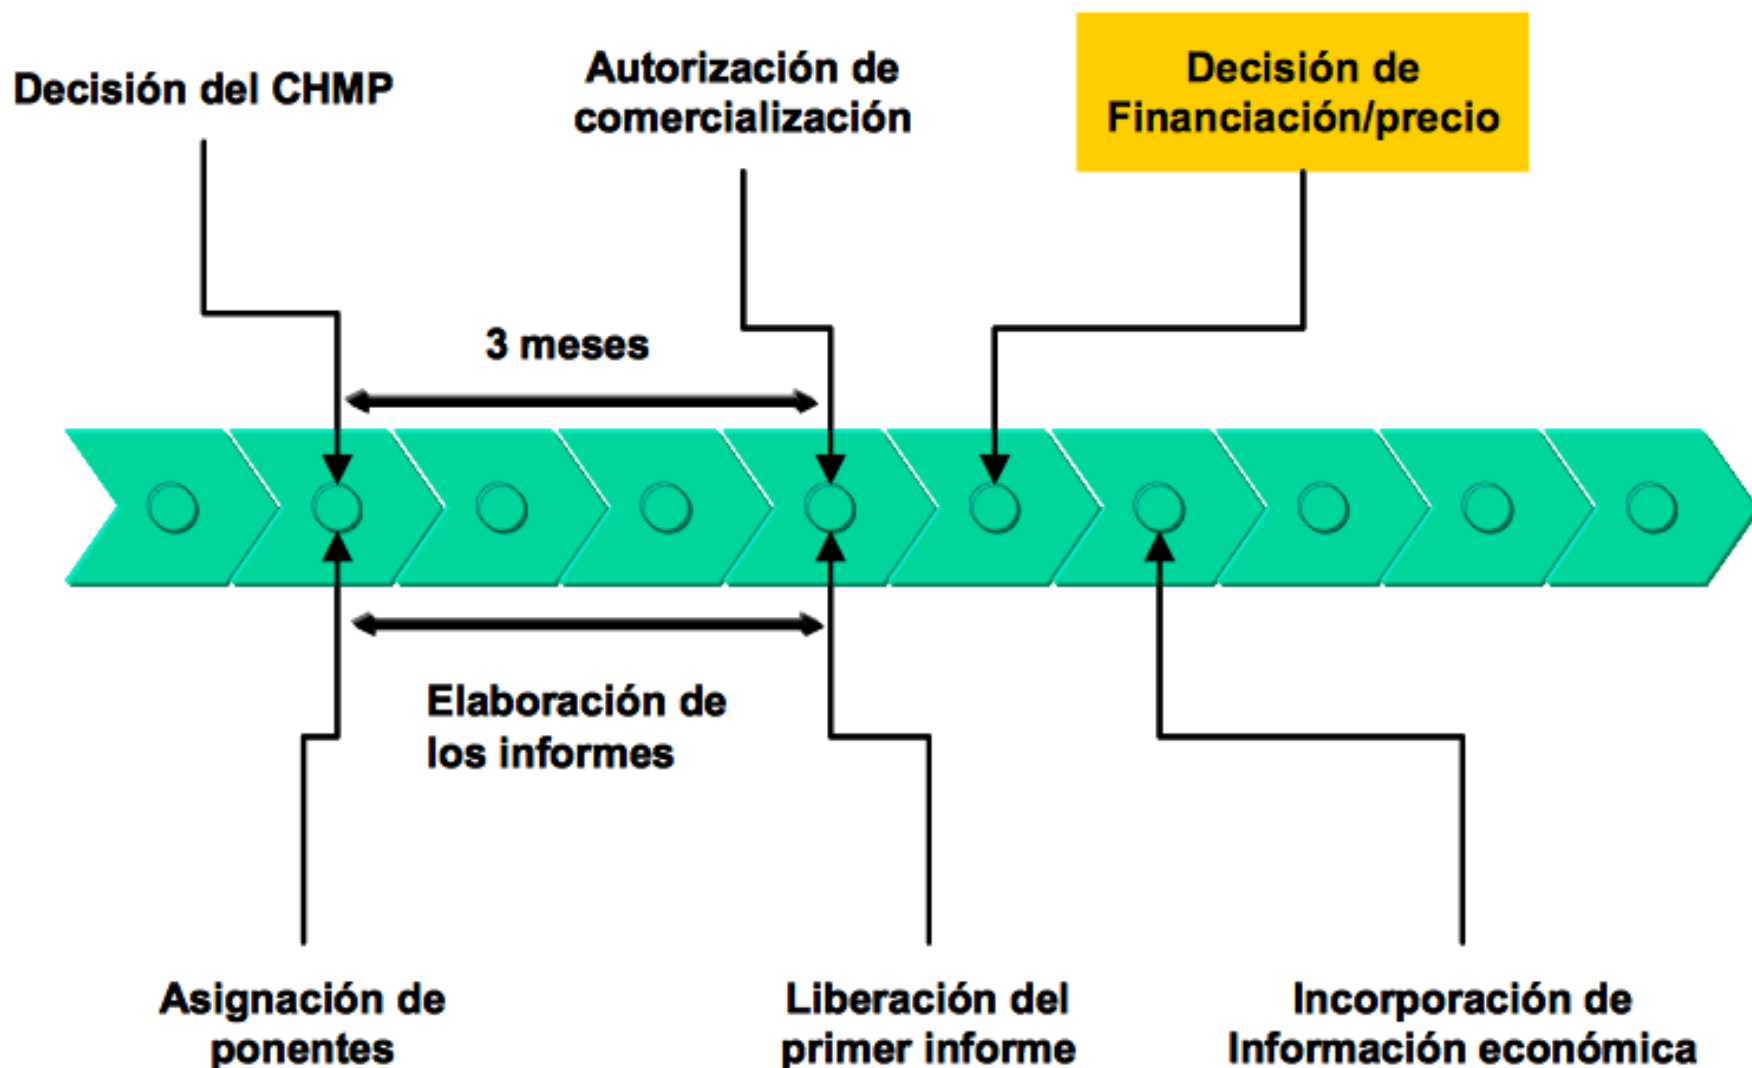 Decisión del CHMP
Autorización de
comercialización
Decisión de
Financiación/precio
3 meses
Elaboración de
los informes
Asignación de
ponentes
Liberación del
primer informe
Incorporación de
Información económica